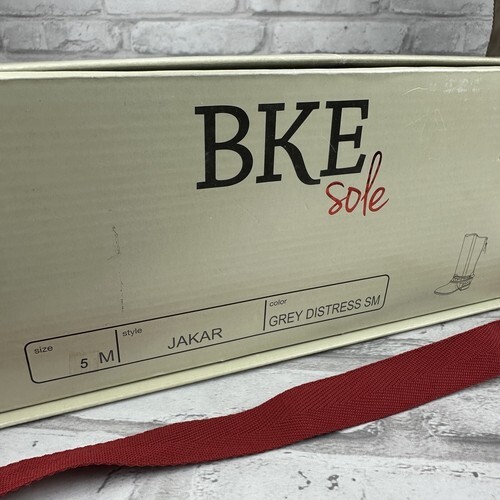 BKE
sole
size 5 M
style JAKAR
color GREY DISTRESS SM